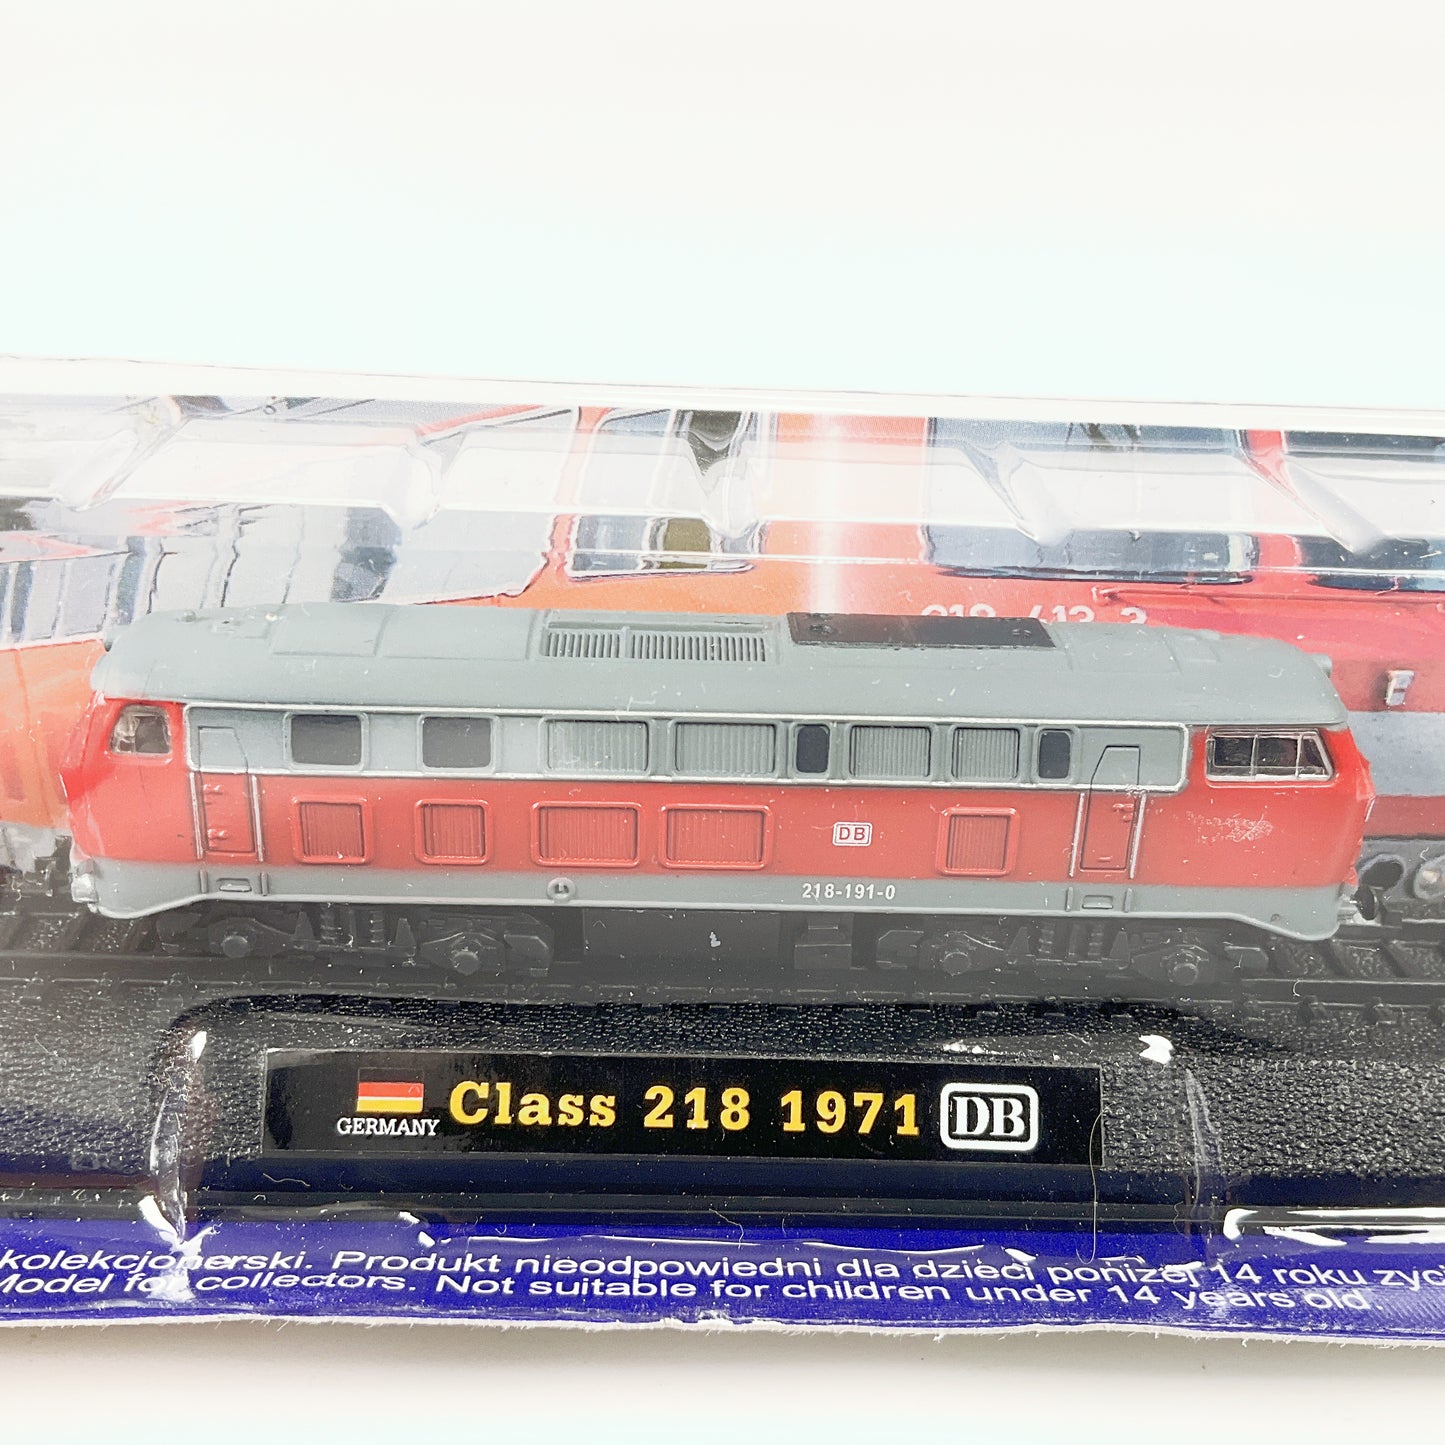 DB
218-191-0
GERMANY
Class 218 1971 DB
kolekcjonerski. Produkt nieodpowiedni dla dzieci poniżej 14 roku
Model for collectors. Not suitable for children under 14 years old.